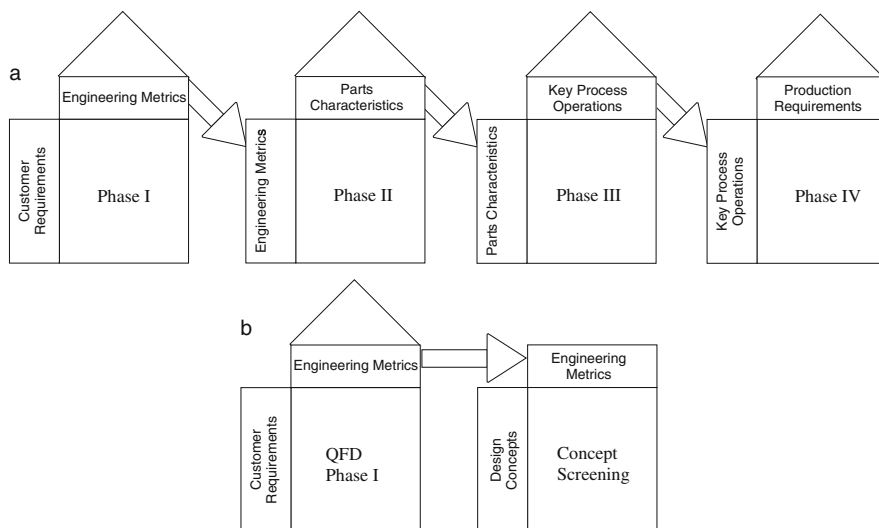 a
Engineering Metrics
Customer
Requirements
Phase I
Parts
Characteristics
Engineering Metrics
Phase II
Key Process
Operations
Parts Characteristics
Phase III
Production
Requirements
Key Process
Operations
Phase IV
b
Engineering Metrics
Customer
Requirements
QFD
Phase I
Engineering
Metrics
Design
Concepts
Concept
Screening